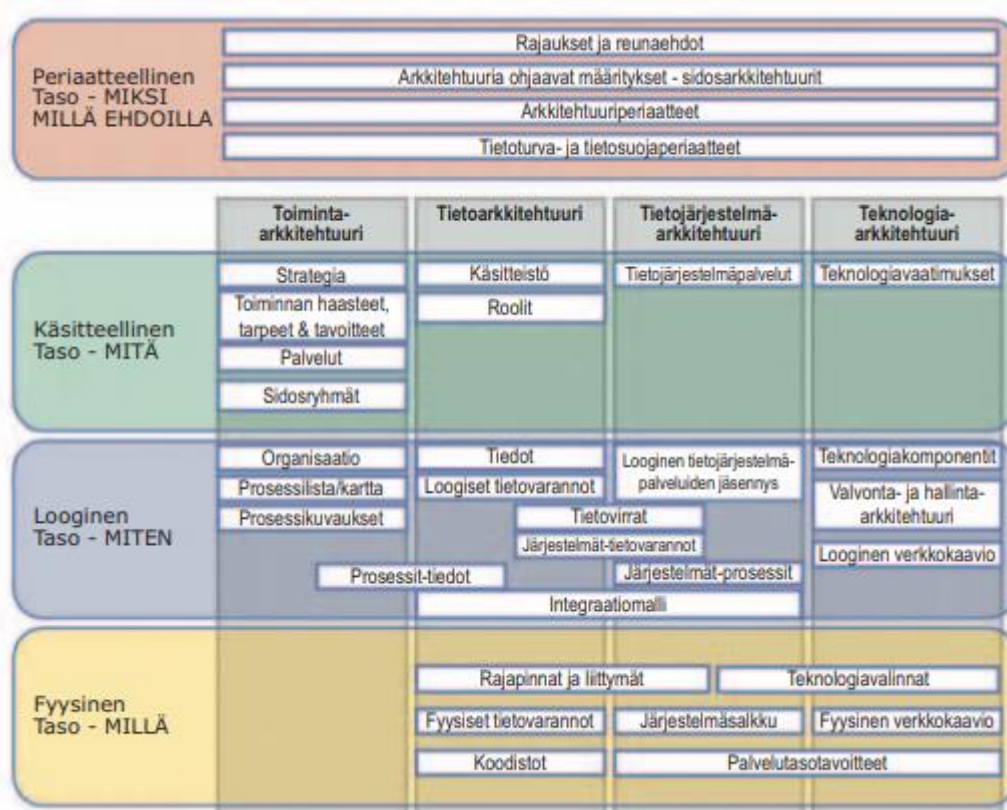 Periaatteellinen
Taso - MIKSI
MILLÄ EHDOILLA
Rajaukset ja reunaehdot
Arkkitehtuuria ohjaavat määritykset - sidosarkkitehtuurit
Arkkitehtuuriperiaatteet
Tietoturva- ja tietosuojaperiaatteet
Toiminta-
arkkitehtuuri
Tietoarkkitehtuuri
Tietojärjestelmä-
arkkitehtuuri
Teknologia-
arkkitehtuuri
Käsitteellinen
Taso - MITÄ
Strategia
Toiminnan haasteet,
tarpeet & tavoitteet
Palvelut
Sidosryhmät
Käsitteistö
Roolit
Tietojärjestelmäpalvelut
Teknologiavaatimukset
Looginen
Taso - MITEN
Organisaatio
Prosessilista/kartta
Prosessikuvaukset
Tiedot
Loogiset tietovarannot
Looginen tietojärjestelmä-
palveluiden jäsennys
Tietovirrat
Järjestelmät-tietovarannot
Prosessit-tiedot
Järjestelmät-prosessit
Integraatiomalli
Teknologiakomponentit
Valvonta- ja hallinta-
arkkitehtuuri
Looginen verkkokaavio
Fyysinen
Taso - MILLÄ
Rajapinnat ja liittymät
Teknologiavalinnat
Fyysiset tietovarannot
Järjestelmäsalkku
Fyysinen verkkokaavio
Koodistot
Palvelutasotavoitteet